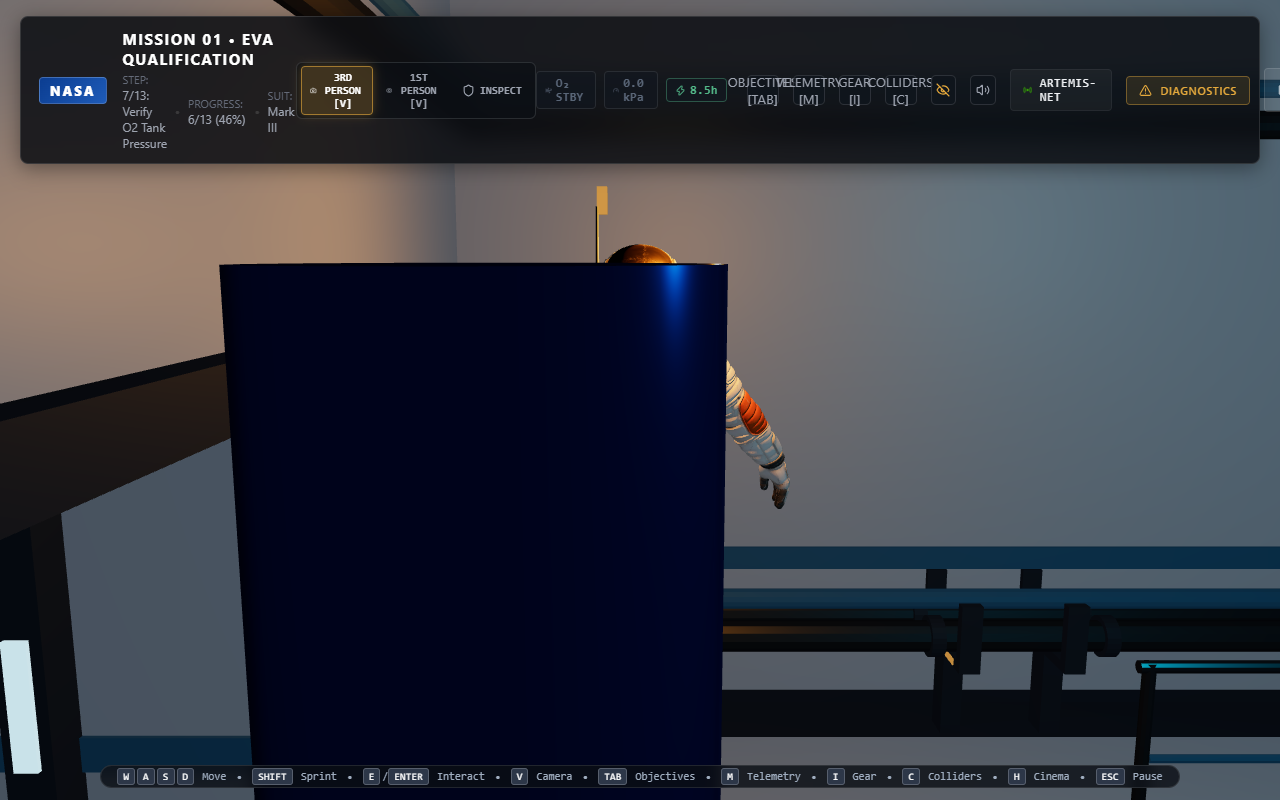 NASA
MISSION 01 • EVA
QUALIFICATION
STEP:
7/13:
Verify
O2 Tank
Pressure
•
PROGRESS:
6/13 (46%)
•
SUIT:
Mark
III
3RD
PERSON
[V]
1ST
PERSON
[V]
INSPECT
O₂
STBY
0.0
kPa
8.5h
OBJECTIVE
[TAB]
TELEMETRY
[M]
GEAR
[I]
COLLIDERS
[C]
ARTEMIS-
NET
DIAGNOSTICS
W A S D Move • SHIFT Sprint • E / ENTER Interact • V Camera • TAB Objectives • M Telemetry • I Gear • C Colliders • H Cinema • ESC Pause